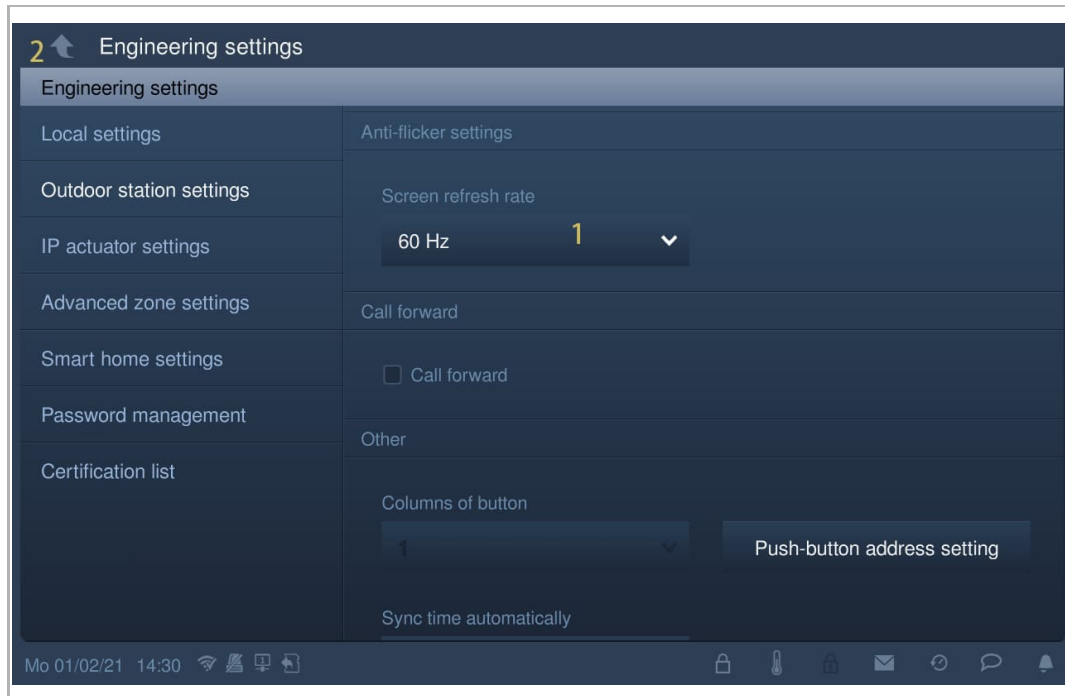 2 Engineering settings
Engineering settings
Local settings
Outdoor station settings
IP actuator settings
Advanced zone settings
Smart home settings
Password management
Certification list
Anti-flicker settings
Screen refresh rate
60 Hz 1
Call forward
Call forward
Other
Columns of button
1
Push-button address setting
Sync time automatically
Mo 01/02/21 14:30